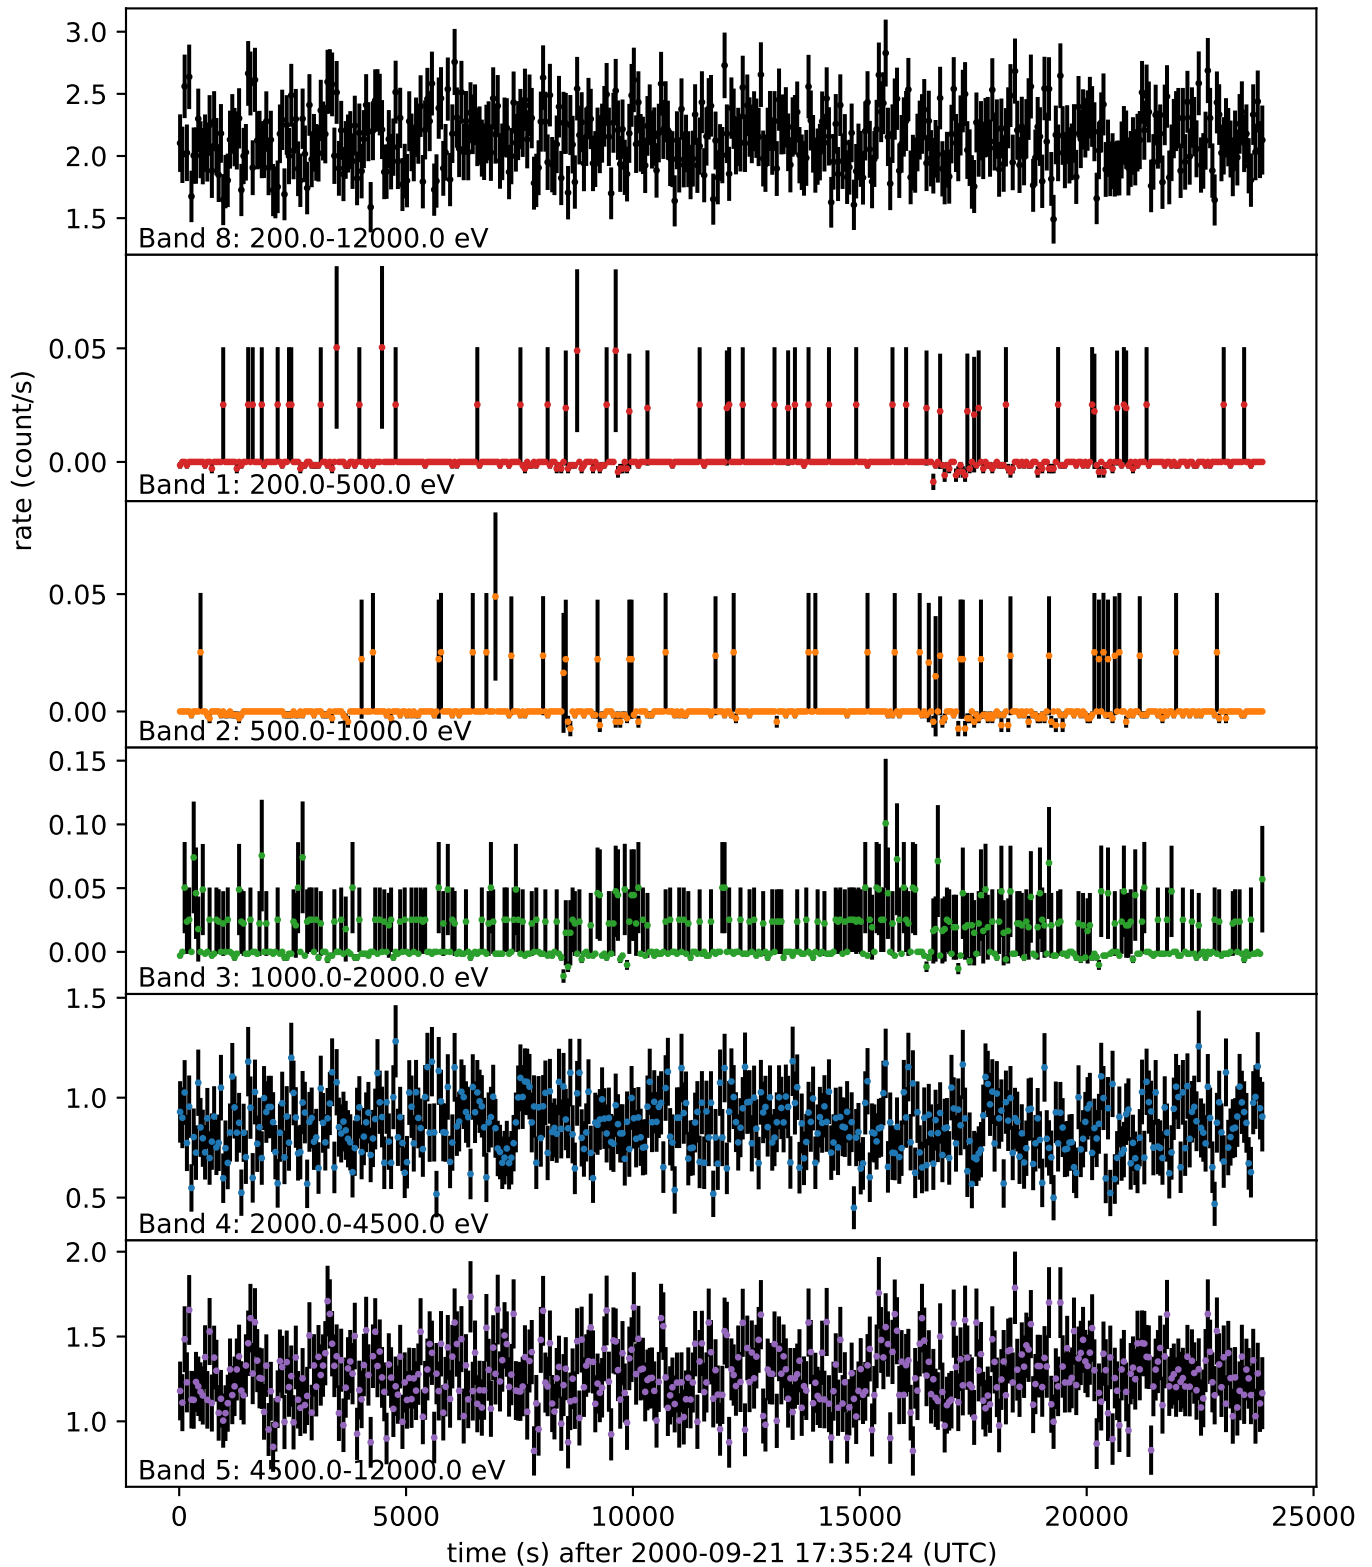 3.0
2.5
2.0
1.5
Band 8: 200.0-12000.0 eV
0.05
0.00
Band 1: 200.0-500.0 eV
rate (count/s)
0.05
0.00
Band 2: 500.0-1000.0 eV
0.15
0.10
0.05
0.00
Band 3: 1000.0-2000.0 eV
1.5
1.0
0.5
Band 4: 2000.0-4500.0 eV
2.0
1.5
1.0
Band 5: 4500.0-12000.0 eV
0 5000 10000 15000 20000 25000
time (s) after 2000-09-21 17:35:24 (UTC)